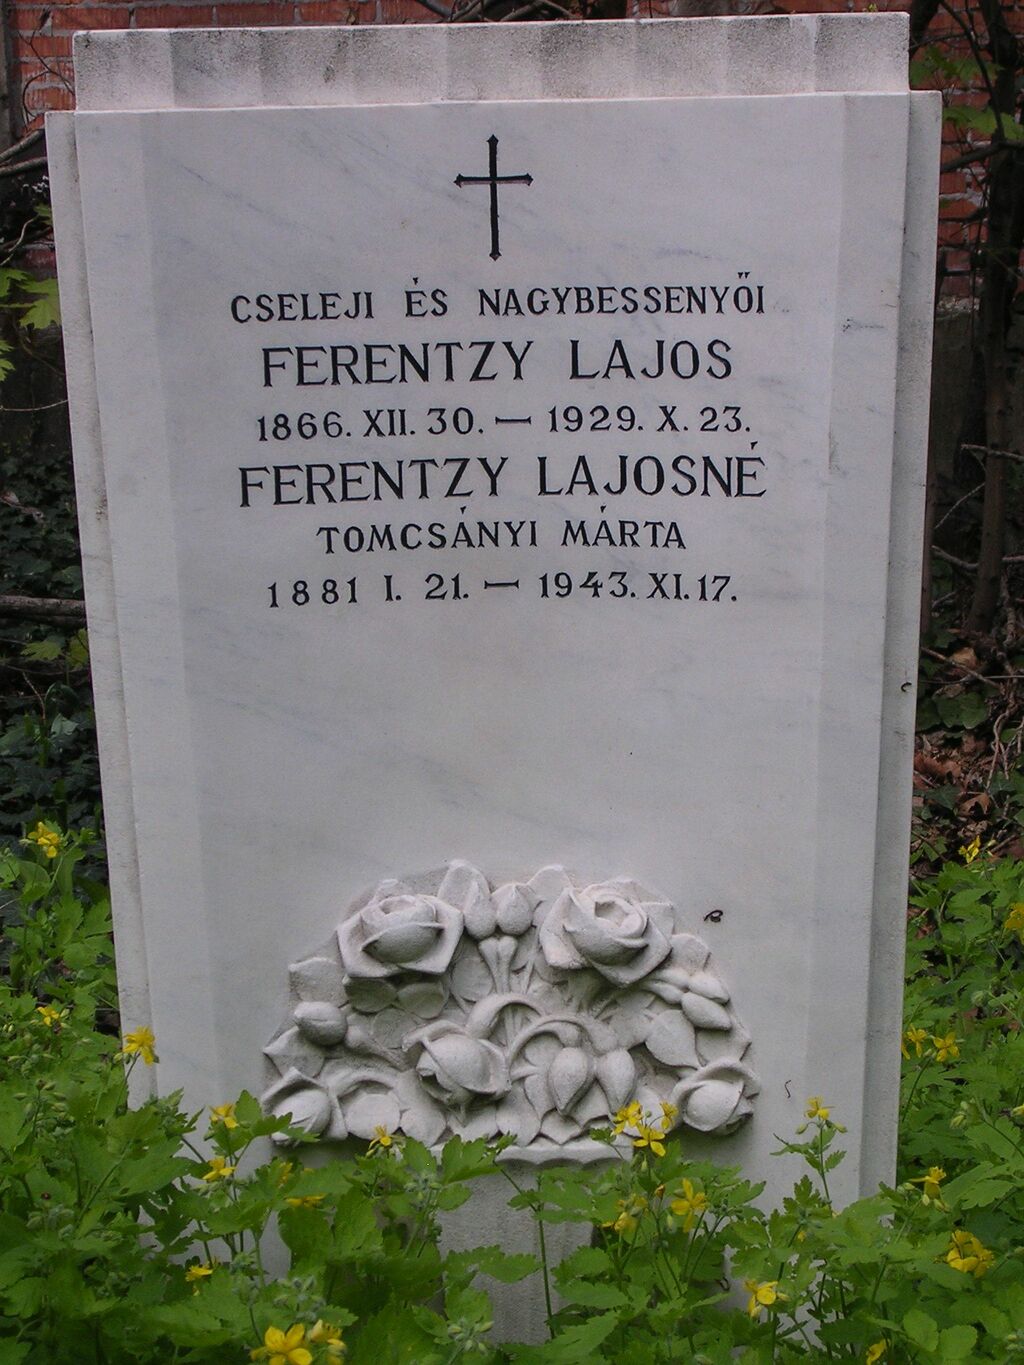 CSELEJI ÉS NAGYBESSENYŐI
FERENTZY LAJOS
1866. XII. 30. — 1929. X. 23.
FERENTZY LAJOSNÉ
TOMCSÁNYI MÁRTA
1881 I. 21. — 1943. XI. 17.